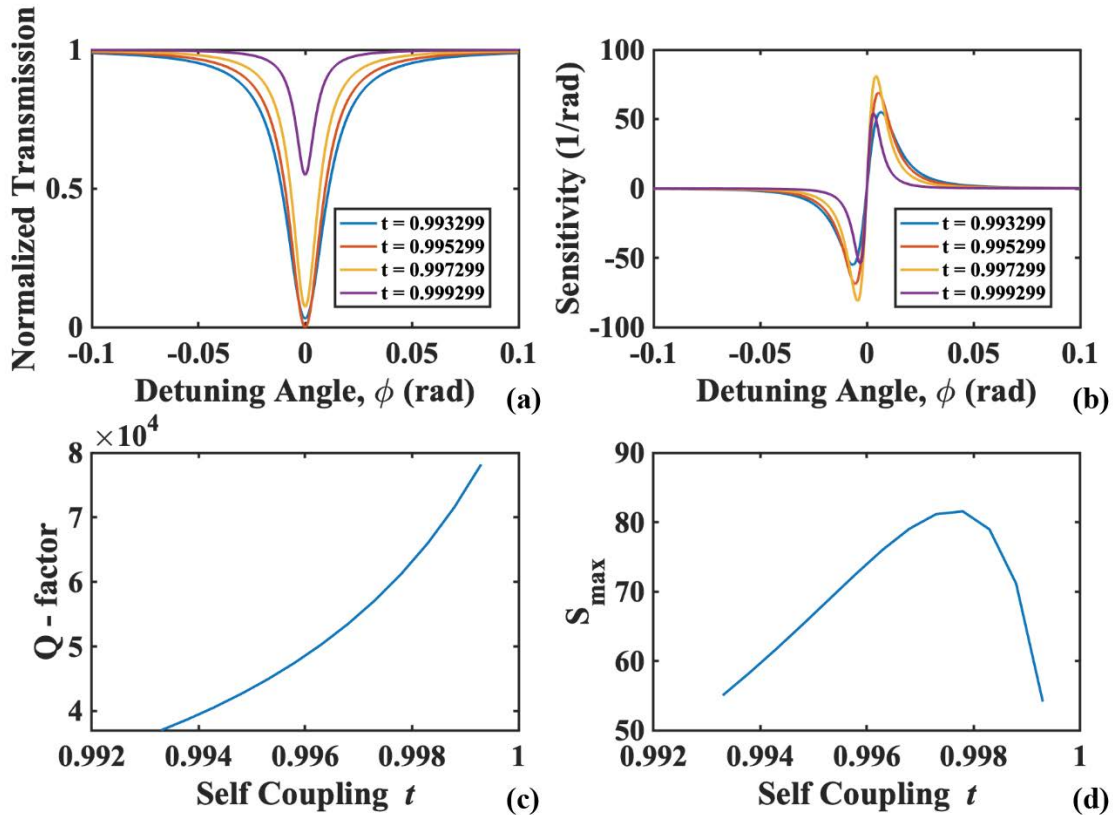 Normalized Transmission
1
0.5
0
-0.1
-0.05
0
0.05
0.1
t = 0.993299
t = 0.995299
t = 0.997299
t = 0.999299
Detuning Angle, ϕ (rad)
(a)
Sensitivity (1/rad)
100
50
0
-50
-100
-0.1
-0.05
0
0.05
0.1
t = 0.993299
t = 0.995299
t = 0.997299
t = 0.999299
Detuning Angle, ϕ (rad)
(b)
×10⁴
Q - factor
8
7
6
5
4
0.992
0.994
0.996
0.998
1
Self Coupling t
(c)
S_max
90
80
70
60
50
0.992
0.994
0.996
0.998
1
Self Coupling t
(d)